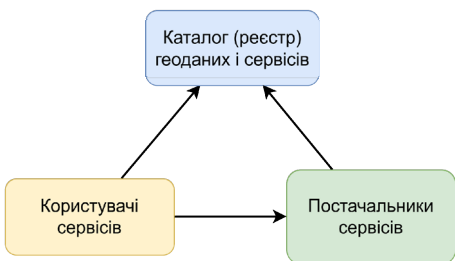 Каталог (реєстр)
геоданих і сервісів
Користувачі
сервісів
Постачальники
сервісів